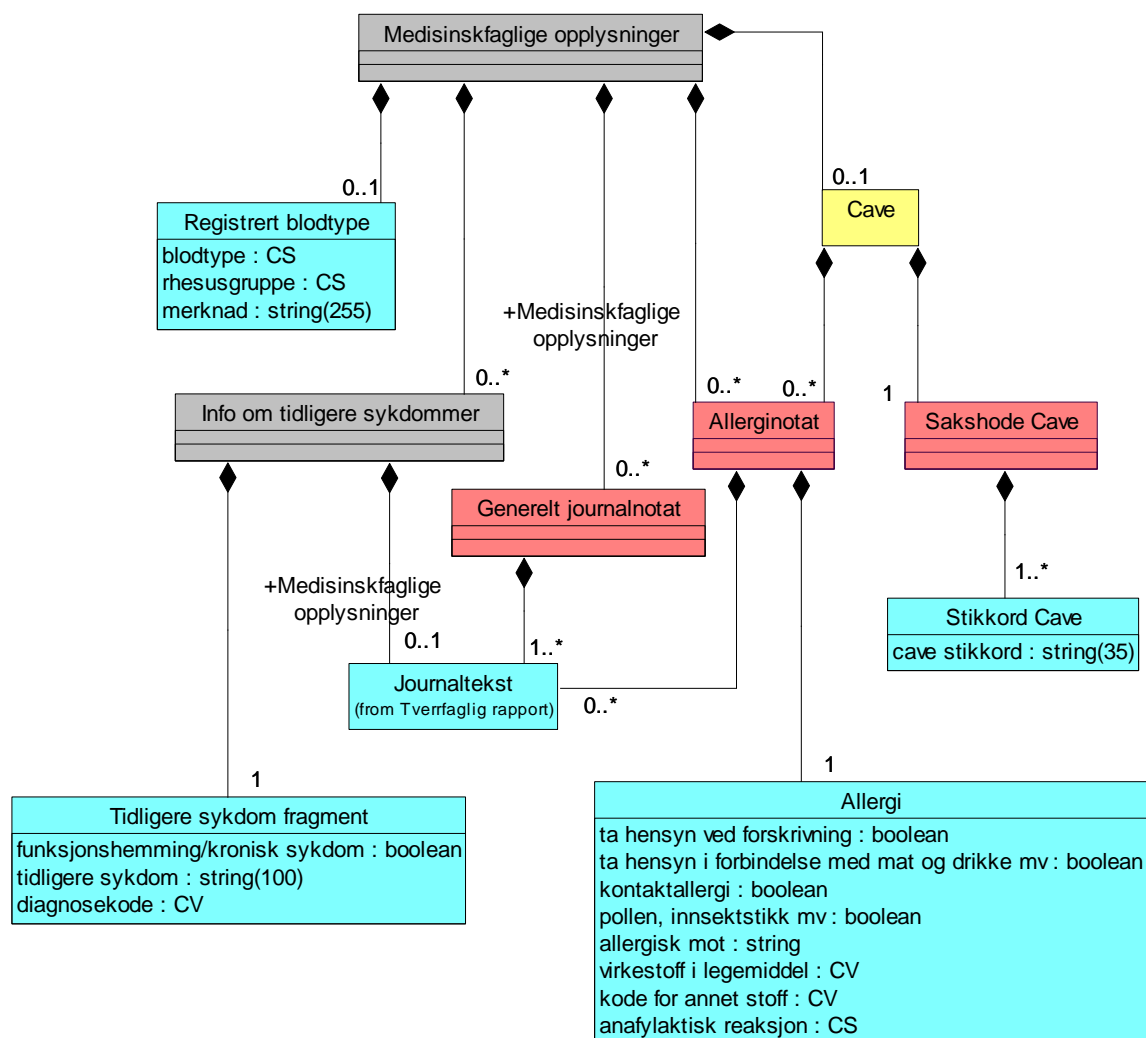 Medisinskfaglige opplysninger
0..1
0..1
Cave
Registrert blodtype
blodtype : CS
rhesusgruppe : CS
merknad : string(255)
+Medisinskfaglige
opplysninger
0..*
0..*
0..*
1
Info om tidligere sykdommer
Allerginotat
Sakshode Cave
0..*
Generelt journalnotat
+Medisinskfaglige
opplysninger
1..*
0..1
1..*
Stikkord Cave
cave stikkord : string(35)
Journaltekst
(from Tverrfaglig rapport)
0..*
1
1
Tidligere sykdom fragment
funksjonshemming/kronisk sykdom : boolean
tidligere sykdom : string(100)
diagnosekode : CV
Allergi
ta hensyn ved forskrivning : boolean
ta hensyn i forbindelse med mat og drikke mv : boolean
kontaktallergi : boolean
pollen, innsektstikk mv : boolean
allergisk mot : string
virkestoff i legemiddel : CV
kode for annet stoff : CV
anafylaktisk reaksjon : CS